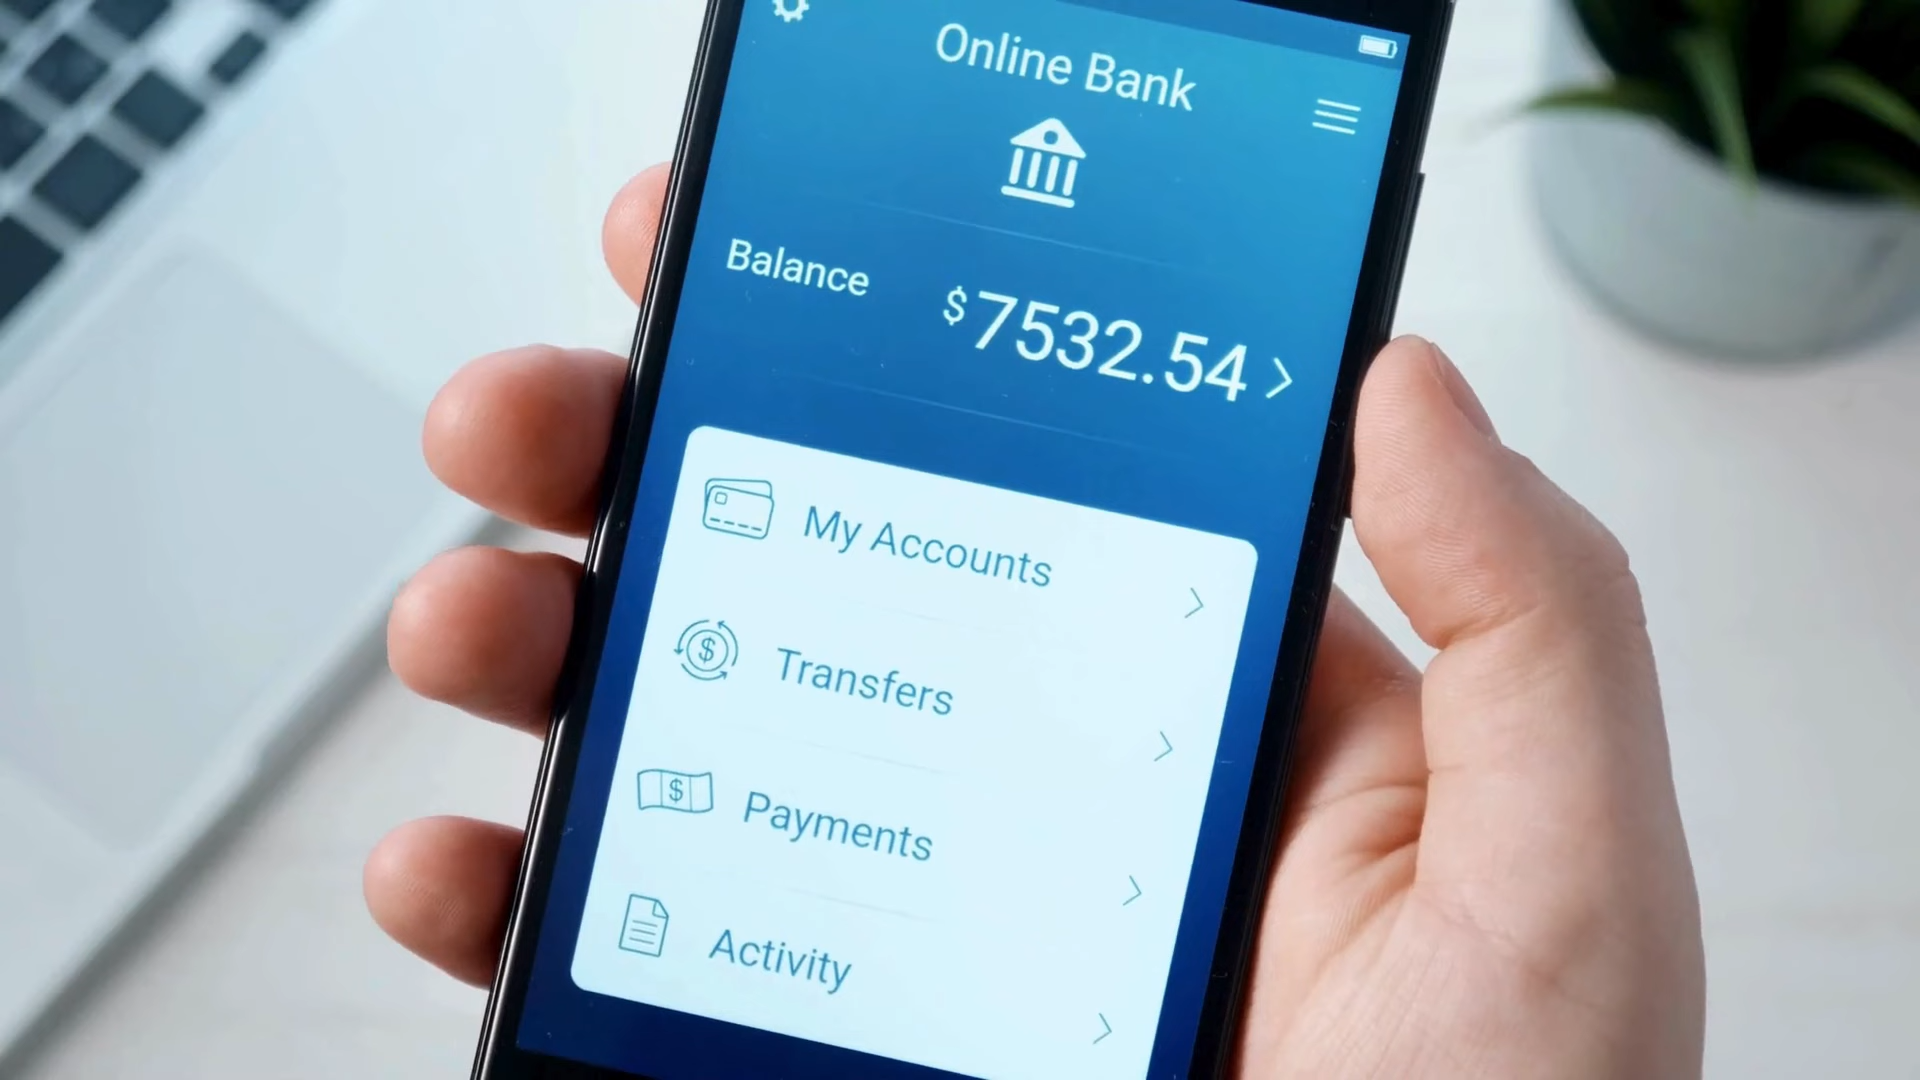 Online Bank
Balance
$7532.54
My Accounts
Transfers
Payments
Activity